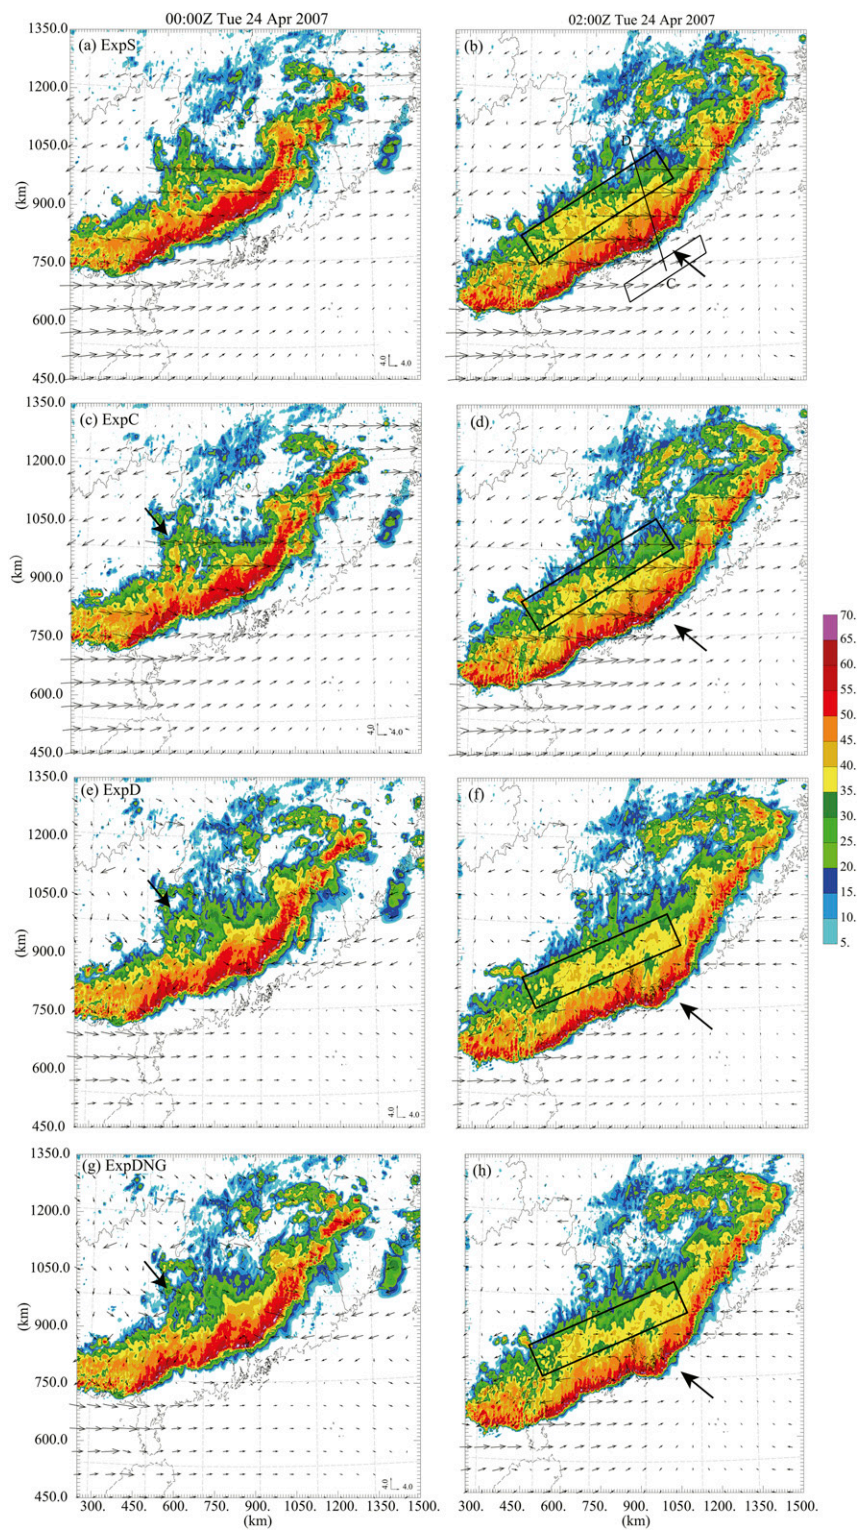 00:00Z Tue 24 Apr 2007
02:00Z Tue 24 Apr 2007
(a) ExpS
(b)
1350.0
1200.0
1050.0
900.0
750.0
600.0
450.0
(km)
D
C
4.0 4.0
(c) ExpC
(d)
1350.0
1200.0
1050.0
900.0
750.0
600.0
450.0
(km)
4.0 4.0
(e) ExpD
(f)
1350.0
1200.0
1050.0
900.0
750.0
600.0
450.0
(km)
4.0 4.0
70.
65.
60.
55.
50.
45.
40.
35.
30.
25.
20.
15.
10.
5.
(g) ExpDNG
(h)
1350.0
1200.0
1050.0
900.0
750.0
600.0
450.0
(km)
4.0 4.0
300. 450. 600. 750. 900. 1050. 1200. 1350. 1500.
(km)
300. 450. 600. 750. 900. 1050. 1200. 1350. 1500.
(km)